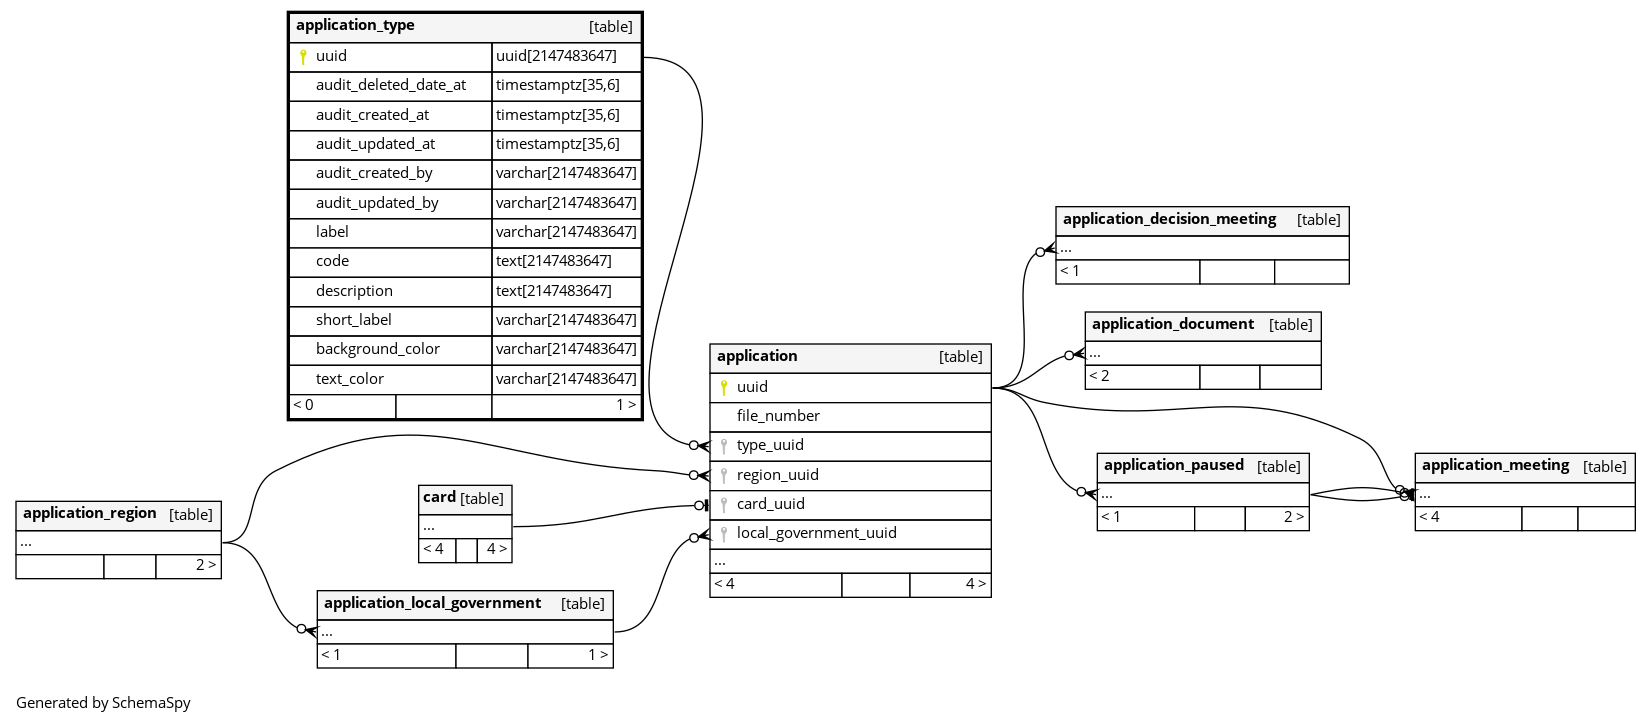 application_type [table]
uuid uuid[2147483647]
audit_deleted_date_at timestamptz[35,6]
audit_created_at timestamptz[35,6]
audit_updated_at timestamptz[35,6]
audit_created_by varchar[2147483647]
audit_updated_by varchar[2147483647]
label varchar[2147483647]
code text[2147483647]
description text[2147483647]
short_label varchar[2147483647]
background_color varchar[2147483647]
text_color varchar[2147483647]
< 0 1 >
application_decision_meeting [table]
...
< 1
application_document [table]
...
< 2
application [table]
uuid
file_number
type_uuid
region_uuid
card_uuid
local_government_uuid
...
< 4 4 >
application_paused [table]
...
< 1 2 >
application_meeting [table]
...
< 4
card [table]
...
< 4 4 >
application_region [table]
...
2 >
application_local_government [table]
...
< 1 1 >
Generated by SchemaSpy